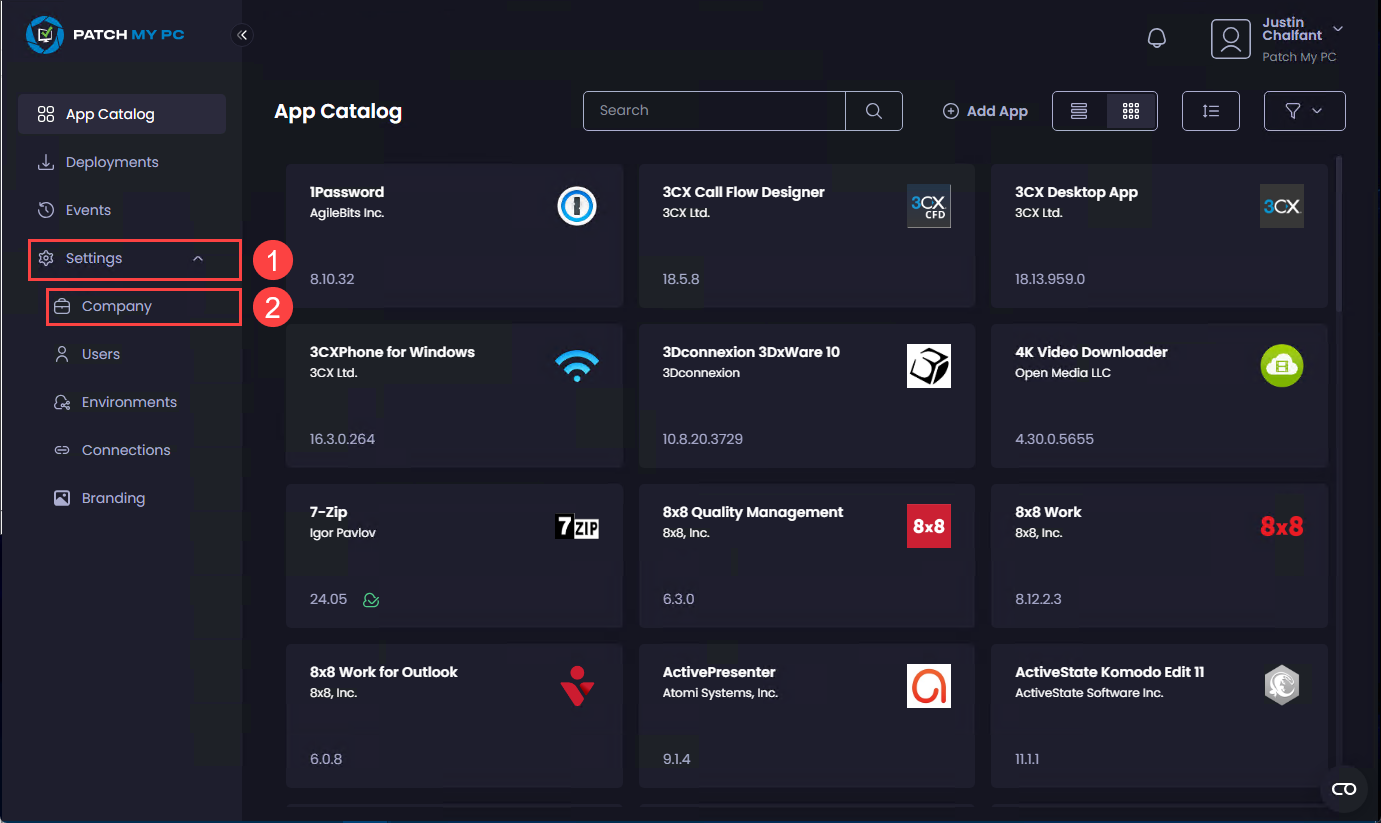 PATCH MY PC
Justin
Chalfant
Patch My PC
App Catalog
Deployments
Events
Settings
1
Company
2
Users
Environments
Connections
Branding
App Catalog
Search
Add App
1Password
AgileBits Inc.
8.10.32
3CX Call Flow Designer
3CX Ltd.
3CX
CFD
18.5.8
3CX Desktop App
3CX Ltd.
3CX
18.13.959.0
3CXPhone for Windows
3CX Ltd.
16.3.0.264
3Dconnexion 3DxWare 10
3Dconnexion
10.8.20.3729
4K Video Downloader
Open Media LLC
4.30.0.5655
7-Zip
Igor Pavlov
7ZIP
24.05
8x8 Quality Management
8x8, Inc.
8x8
6.3.0
8x8 Work
8x8, Inc.
8x8
8.12.2.3
8x8 Work for Outlook
8x8, Inc.
6.0.8
ActivePresenter
Atomi Systems, Inc.
9.1.4
ActiveState Komodo Edit 11
ActiveState Software Inc.
11.1.1